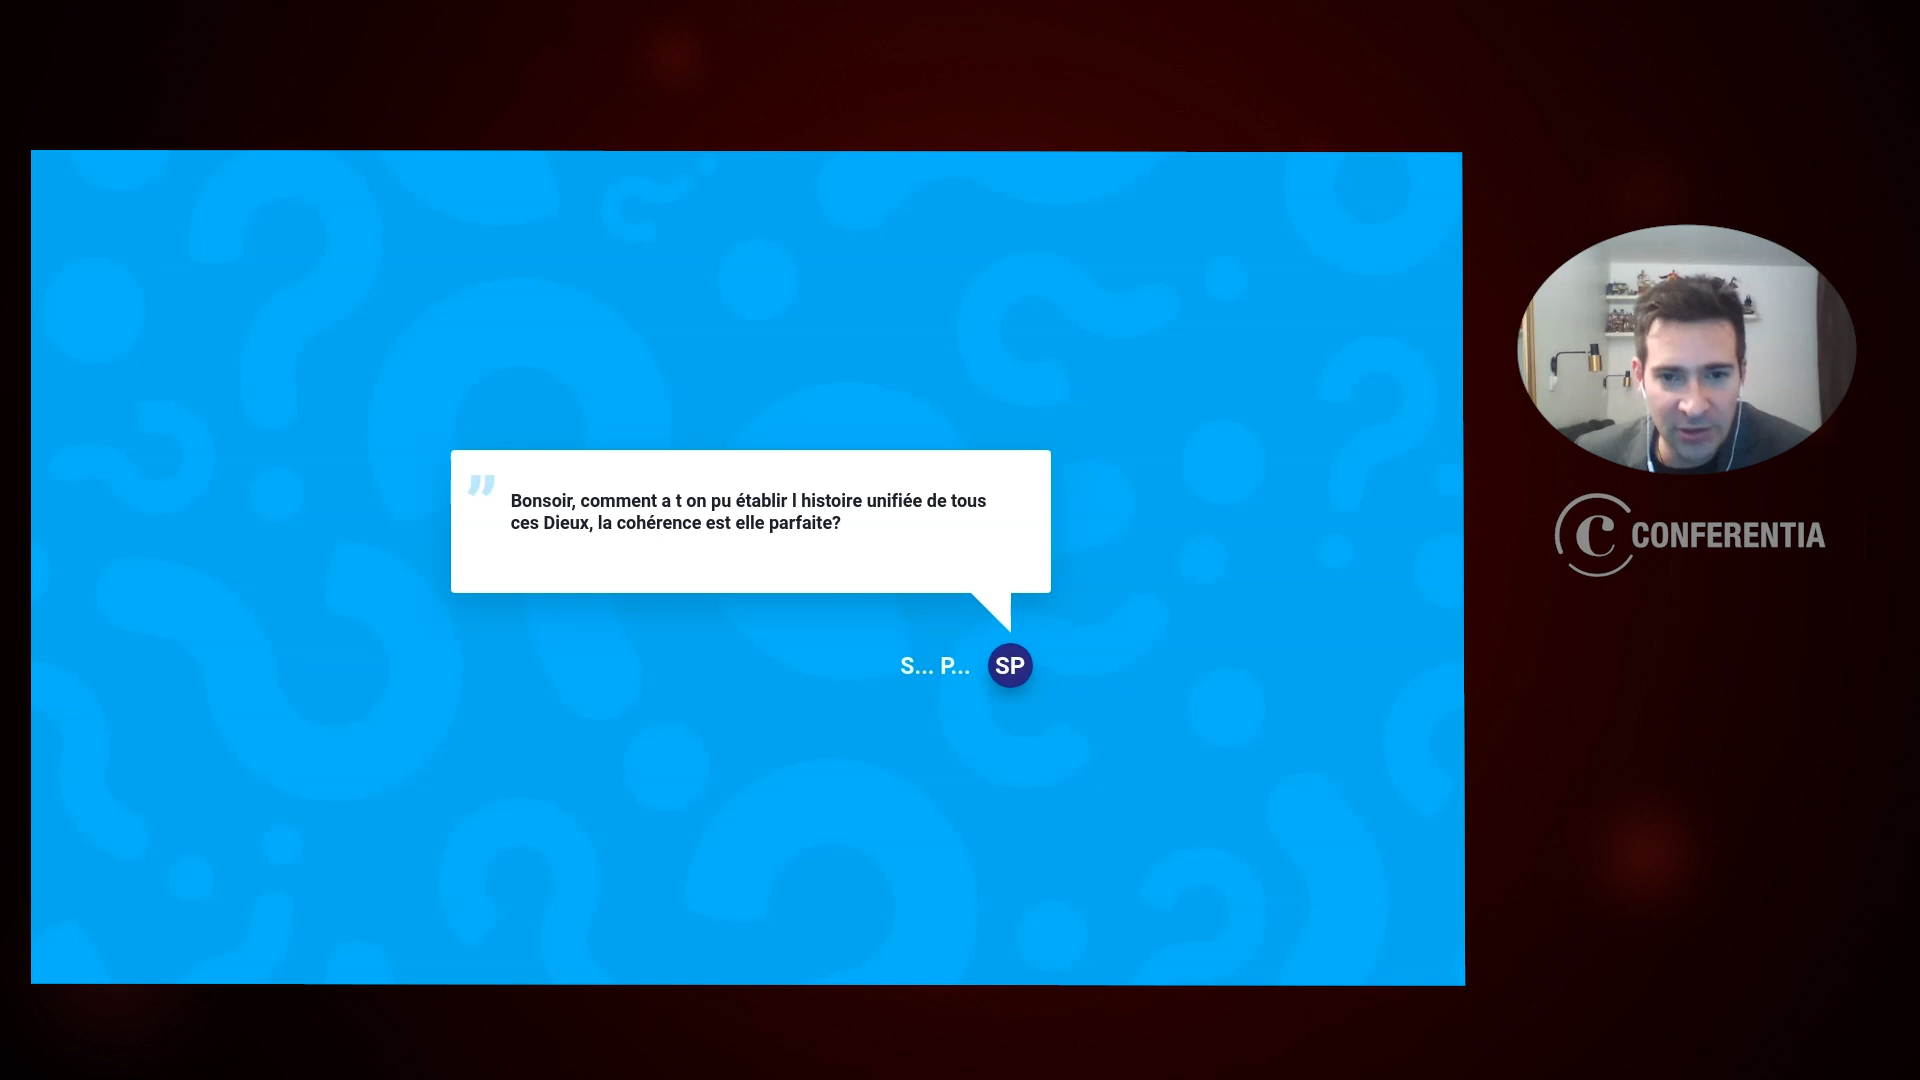 Bonsoir, comment a t on pu établir l histoire unifiée de tous
ces Dieux, la cohérence est elle parfaite?
S... P...
SP
C CONFERENTIA